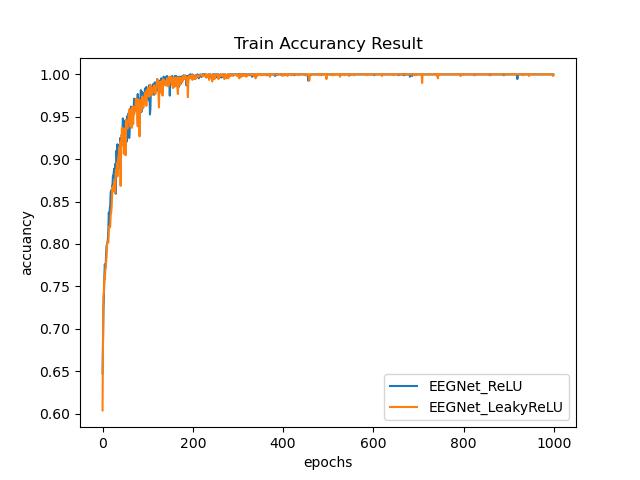 Train Accurancy Result
accuancy
1.00
0.95
0.90
0.85
0.80
0.75
0.70
0.65
0.60
EEGNet_ReLU
EEGNet_LeakyReLU
0 200 400 600 800 1000
epochs